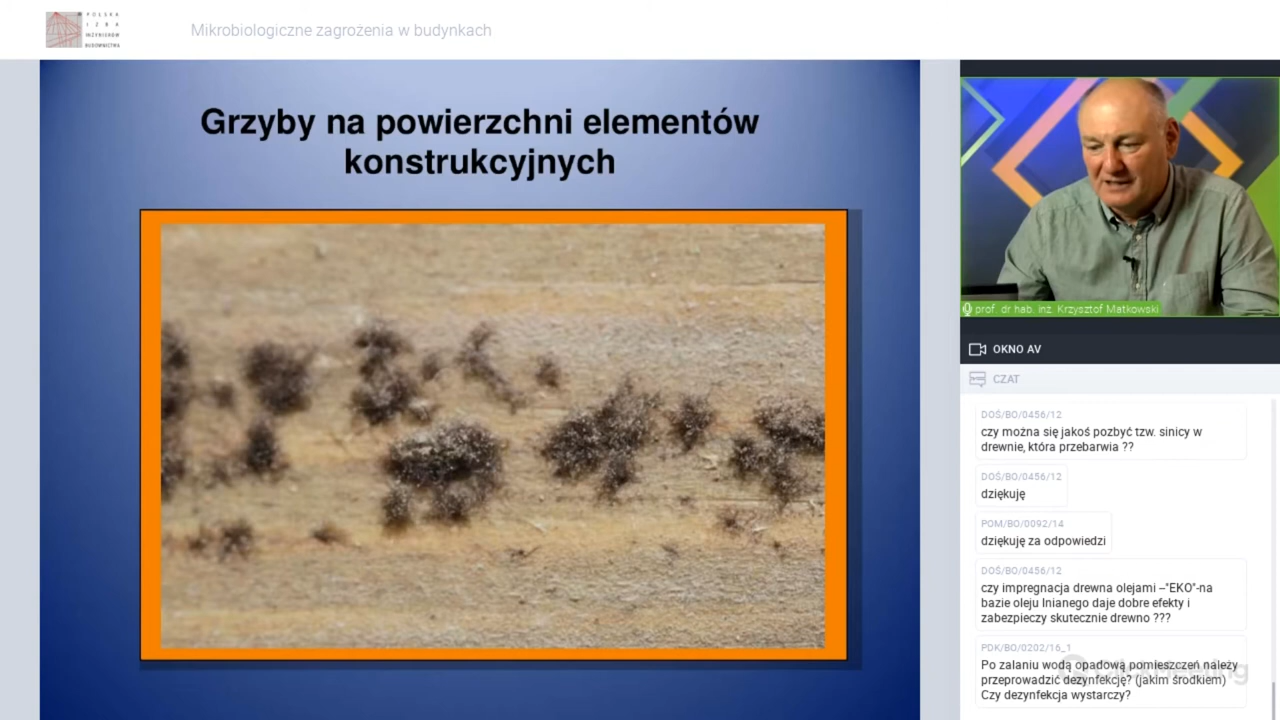 POLSKA
IZBA
INŻYNIERÓW
BUDOWNICTWA
Mikrobiologiczne zagrożenia w budynkach
Grzyby na powierzchni elementów
konstrukcyjnych
prof. dr hab. inż. Krzysztof Matkowski
OKNO AV
CZAT
DOŚ/BO/0456/12
czy można się jakoś pozbyć tzw. sinicy w
drewnie, która przebarwia ??
DOŚ/BO/0456/12
dziękuję
POM/BO/0092/14
dziękuję za odpowiedzi
DOŚ/BO/0456/12
czy impregnacja drewna olejami –"EKO"-na
bazie oleju lnianego daje dobre efekty i
zabezpieczy skutecznie drewno ???
PDK/BO/0202/16_1
Po zalaniu wodą opadową pomieszczeń należy
przeprowadzić dezynfekcję? (jakim środkiem)
Czy dezynfekcja wystarczy?